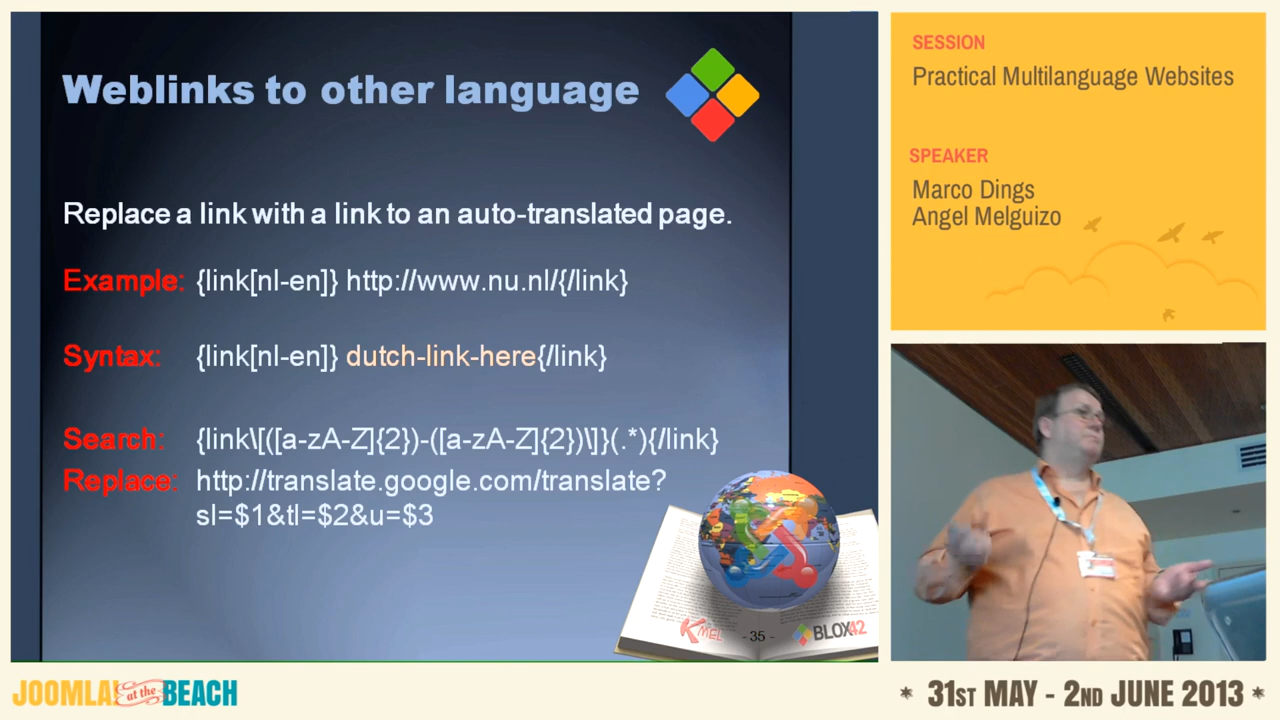 Weblinks to other language
Replace a link with a link to an auto-translated page.
Example: {link[nl-en]} http://www.nu.nl/{/link}
Syntax: {link[nl-en]} dutch-link-here{/link}
Search: {link\[([a-zA-Z]{2})-([a-zA-Z]{2})\]}(.*){/link}
Replace: http://translate.google.com/translate?
sl=$1&tl=$2&u=$3
KMEL - 35 - BLOX42
SESSION
Practical Multilanguage Websites
SPEAKER
Marco Dings
Angel Melguizo
JOOMLA! at the BEACH
* 31ST MAY - 2ND JUNE 2013 *